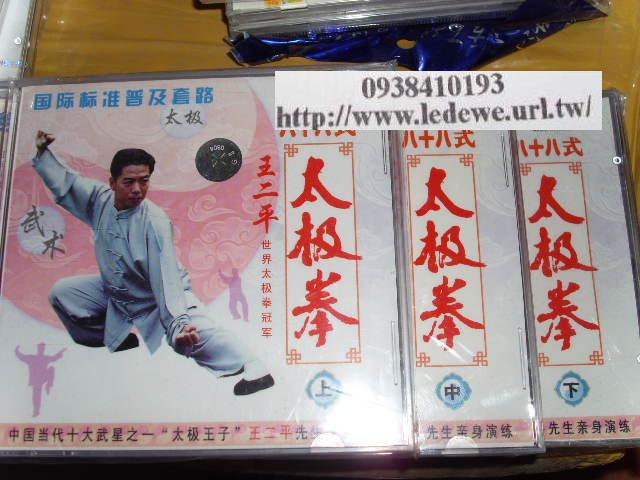 0938410193
http://www.ledewe.url.tw/
国际标准普及套路
太极
武术
王二平
世界太极拳冠军
八十八式
太极拳
上
中国当代十大武星之一“太极王子”王二平先生
八十八式
太极拳
中
先生亲身演练
八十八式
太极拳
下
先生亲身演练